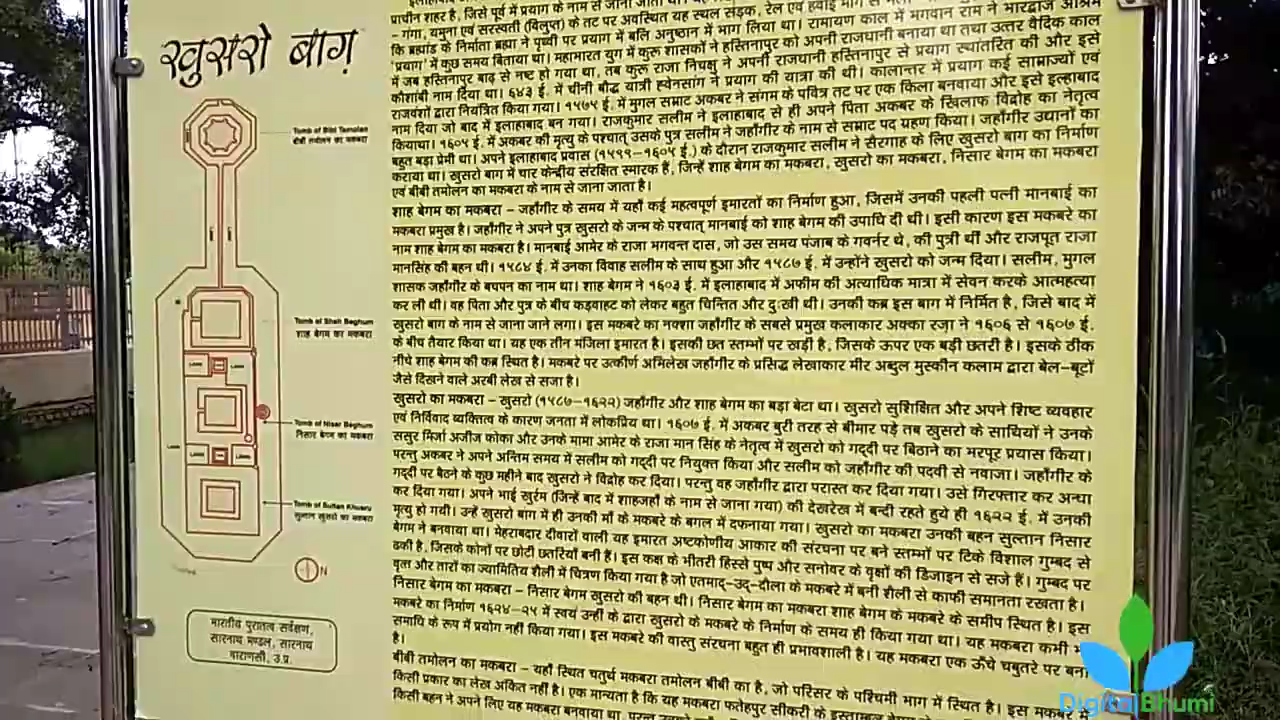 खुसरो बाग़
Tomb of Bibi Tamolan
बीबी तमोलन का मकबरा
Tomb of Shah Beghum
शाह बेगम का मकबरा
LAWN
LAWN
Tomb of Nisar Beghum
निसार बेगम का मकबरा
LAWN
LAWN
LAWN
Tomb of Sultan Khusru
सुल्तान खुसरो का मकबरा
N
भारतीय पुरातत्व सर्वेक्षण,
सारनाथ मण्डल, सारनाथ
वाराणसी, उ.प्र.
प्राचीन शहर है, जिसे पूर्व में प्रयाग के नाम से जाना जाता था।
– गंगा, यमुना एवं सरस्वती (विलुप्त) के तट पर अवस्थित यह स्थल सड़क, रेल एवं हवाई मार्ग से
कि ब्रह्मांड के निर्माता ब्रह्मा ने पृथ्वी पर प्रयाग में बलि अनुष्ठान में भाग लिया था। रामायण काल में भगवान राम ने भारद्वाज आश्रम
'प्रयाग' में कुछ समय बिताया था। महाभारत युग में कुरू शासकों ने हस्तिनापुर को अपनी राजधानी बनाया था तथा उत्तर वैदिक काल
में जब हस्तिनापुर बाढ़ से नष्ट हो गया था, तब कुरू राजा निचक्षु ने अपनी राजधानी हस्तिनापुर से प्रयाग स्थांतरित की और इसे
कौशांबी नाम दिया था। ६४३ ई. में चीनी बौद्ध यात्री ह्वेनसांग ने प्रयाग की यात्रा की थी। कालान्तर में प्रयाग कई साम्राज्यों एवं
राजवंशों द्वारा नियंत्रित किया गया। १५७५ ई. में मुगल सम्राट अकबर ने संगम के पवित्र तट पर एक किला बनवाया और इसे इल्हाबाद
नाम दिया जो बाद में इलाहाबाद बन गया। राजकुमार सलीम ने इलाहाबाद से ही अपने पिता अकबर के खिलाफ विद्रोह का नेतृत्व
कियाथा। १६०५ ई. में अकबर की मृत्यु के पश्चात् उसके पुत्र सलीम ने जहाँगीर के नाम से सम्राट पद ग्रहण किया। जहाँगीर उद्यानों का
बहुत बड़ा प्रेमी था। अपने इलाहाबाद प्रवास (१५९९–१६०५ ई.) के दौरान राजकुमार सलीम ने सैरगाह के लिए खुसरो बाग का निर्माण
कराया था। खुसरो बाग में चार केन्द्रीय संरक्षित स्मारक हैं, जिन्हें शाह बेगम का मकबरा, खुसरो का मकबरा, निसार बेगम का मकबरा
एवं बीबी तमोलन का मकबरा के नाम से जाना जाता है।
शाह बेगम का मकबरा – जहाँगीर के समय में यहाँ कई महत्वपूर्ण इमारतों का निर्माण हुआ, जिसमें उनकी पहली पत्नी मानबाई का
मकबरा प्रमुख है। जहाँगीर ने अपने पुत्र खुसरो के जन्म के पश्चात् मानबाई को शाह बेगम की उपाधि दी थी। इसी कारण इस मकबरे का
नाम शाह बेगम का मकबरा है। मानबाई आमेर के राजा भगवन्त दास, जो उस समय पंजाब के गवर्नर थे, की पुत्री थीं और राजपूत राजा
मानसिंह की बहन थी। १५८४ ई. में उनका विवाह सलीम के साथ हुआ और १५८७ ई. में उन्होंने खुसरो को जन्म दिया। सलीम, मुगल
शासक जहाँगीर के बचपन का नाम था। शाह बेगम ने १६०३ ई. में इलाहाबाद में अफीम की अत्याधिक मात्रा में सेवन करके आत्महत्या
कर ली थी। वह पिता और पुत्र के बीच कड़वाहट को लेकर बहुत चिन्तित और दुःखी थी। उनकी कब्र इस बाग में निर्मित है, जिसे बाद में
खुसरो बाग के नाम से जाना जाने लगा। इस मकबरे का नक्शा जहाँगीर के सबसे प्रमुख कलाकार अक्का रज़ा ने १६०६ से १६०७ ई.
के बीच तैयार किया था। यह एक तीन मंजिला इमारत है। इसकी छत स्तम्भों पर खड़ी है, जिसके ऊपर एक बड़ी छतरी है। इसके ठीक
नीचे शाह बेगम की कब्र स्थित है। मकबरे पर उत्कीर्ण अभिलेख जहाँगीर के प्रसिद्ध लेखाकार मीर अब्दुल मुस्कीन कलाम द्वारा बेल–बूटों
जैसे दिखने वाले अरबी लेख से सजा है।
खुसरो का मकबरा – खुसरो (१५८७–१६२२) जहाँगीर और शाह बेगम का बड़ा बेटा था। खुसरो सुशिक्षित और अपने शिष्ट व्यवहार
एवं निर्विवाद व्यक्तित्व के कारण जनता में लोकप्रिय था। १६०७ ई. में अकबर बुरी तरह से बीमार पड़े तब खुसरो के साथियों ने उनके
ससुर मिर्जा अजीज कोका और उनके मामा आमेर के राजा मान सिंह के नेतृत्व में खुसरो को गद्दी पर बिठाने का भरपूर प्रयास किया।
परन्तु अकबर ने अपने अन्तिम समय में सलीम को गद्दी पर नियुक्त किया और सलीम को जहाँगीर की पदवी से नवाजा। जहाँगीर के
गद्दी पर बैठने के कुछ महीने बाद खुसरो ने विद्रोह कर दिया। परन्तु वह जहाँगीर द्वारा परास्त कर दिया गया। उसे गिरफ्तार कर अन्धा
कर दिया गया। अपने भाई खुर्रम (जिन्हें बाद में शाहजहाँ के नाम से जाना गया) की देखरेख में बन्दी रहते हुये ही १६२२ ई. में उनकी
मृत्यु हो गयी। उन्हें खुसरो बाग में ही उनकी माँ के मकबरे के बगल में दफनाया गया। खुसरो का मकबरा उनकी बहन सुल्तान निसार
बेगम ने बनवाया था। मेहराबदार दीवारों वाली यह इमारत अष्टकोणीय आकार की संरचना पर बने स्तम्भों पर टिके विशाल गुम्बद से
ढकी है, जिसके कोनों पर छोटी छतरियाँ बनी हैं। इस कक्ष के भीतरी हिस्से पुष्प और सनोवर के वृक्षों की डिजाइन से सजे हैं। गुम्बद पर
वृत्त और तारों का ज्यामितिय शैली में चित्रण किया गया है जो एतमाद–उद्–दौला के मकबरे में बनी शैली से काफी समानता रखता है।
निसार बेगम का मकबरा – निसार बेगम खुसरो की बहन थी। निसार बेगम का मकबरा शाह बेगम के मकबरे के समीप स्थित है। इस
मकबरे का निर्माण १६२४–२५ में स्वयं उन्हीं के द्वारा खुसरो के मकबरे के निर्माण के समय ही किया गया था। यह मकबरा कभी भी
समाधि के रूप में प्रयोग नहीं किया गया। इस मकबरे की वास्तु संरचना बहुत ही प्रभावशाली है। यह मकबरा एक ऊँचे चबुतरे पर बना
है।
बीबी तमोलन का मकबरा – यहाँ स्थित चतुर्थ मकबरा तमोलन बीबी का है, जो परिसर के पश्चिमी भाग में स्थित है। इस मकबरे में
किसी प्रकार का लेख अंकित नहीं है। एक मान्यता है कि यह मकबरा फतेहपुर सीकरी के इस्ताम्बुल बेगम
किसी बहन ने अपने लिए यह मकबरा बनवाया था,
Digital Bhumi